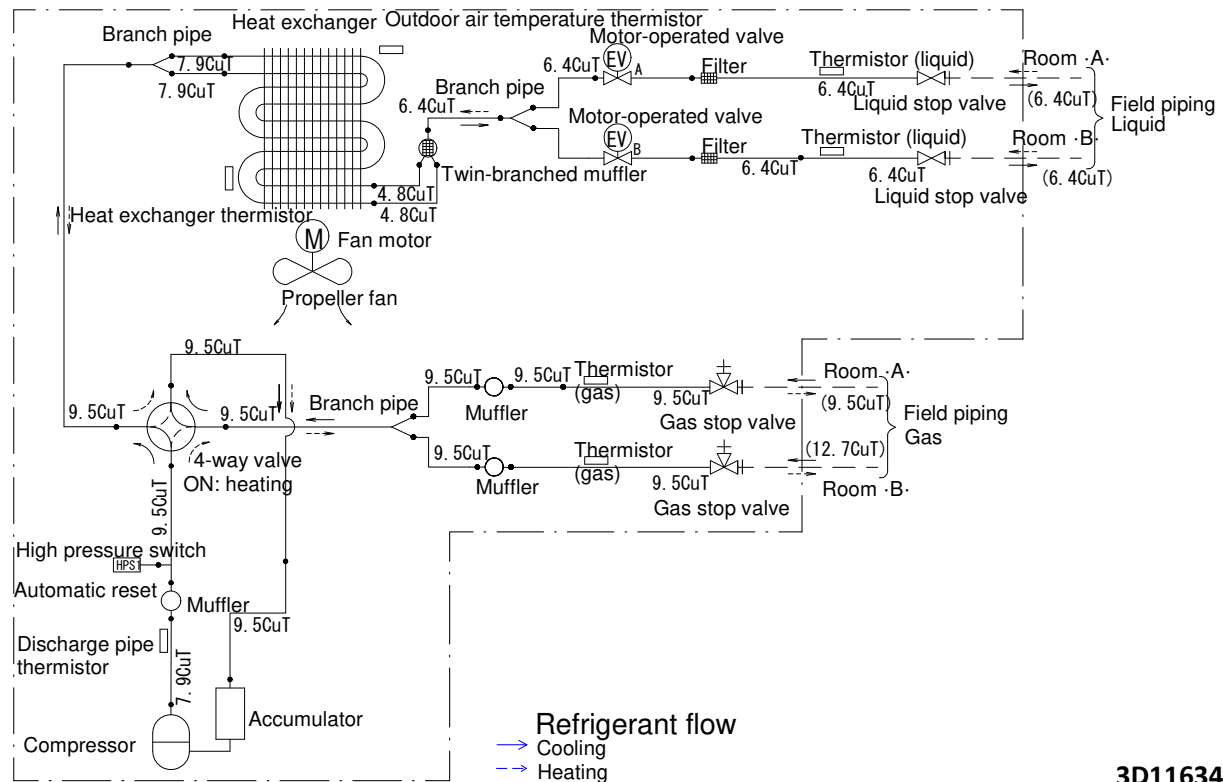 Heat exchanger
Outdoor air temperature thermistor
Branch pipe
7.9CuT
7.9CuT
Motor-operated valve
EV
A
6.4CuT
Filter
Thermistor (liquid)
6.4CuT
Liquid stop valve
Room ·A·
(6.4CuT)
Branch pipe
6.4CuT
Motor-operated valve
EV
B
Filter
6.4CuT
Thermistor (liquid)
6.4CuT
Liquid stop valve
Room ·B·
(6.4CuT)
Field piping
Liquid
Twin-branched muffler
4.8CuT
4.8CuT
Heat exchanger thermistor
M
Fan motor
Propeller fan
9.5CuT
9.5CuT
9.5CuT
4-way valve
ON: heating
Branch pipe
9.5CuT
Muffler
9.5CuT
Thermistor
(gas)
9.5CuT
Gas stop valve
Room ·A·
(9.5CuT)
9.5CuT
Muffler
Thermistor
(gas)
9.5CuT
Gas stop valve
(12.7CuT)
Room ·B·
Field piping
Gas
9.5CuT
High pressure switch
HPS1
Automatic reset
Muffler
9.5CuT
Discharge pipe
thermistor
7.9CuT
Compressor
Accumulator
Refrigerant flow
Cooling
Heating
3D11634